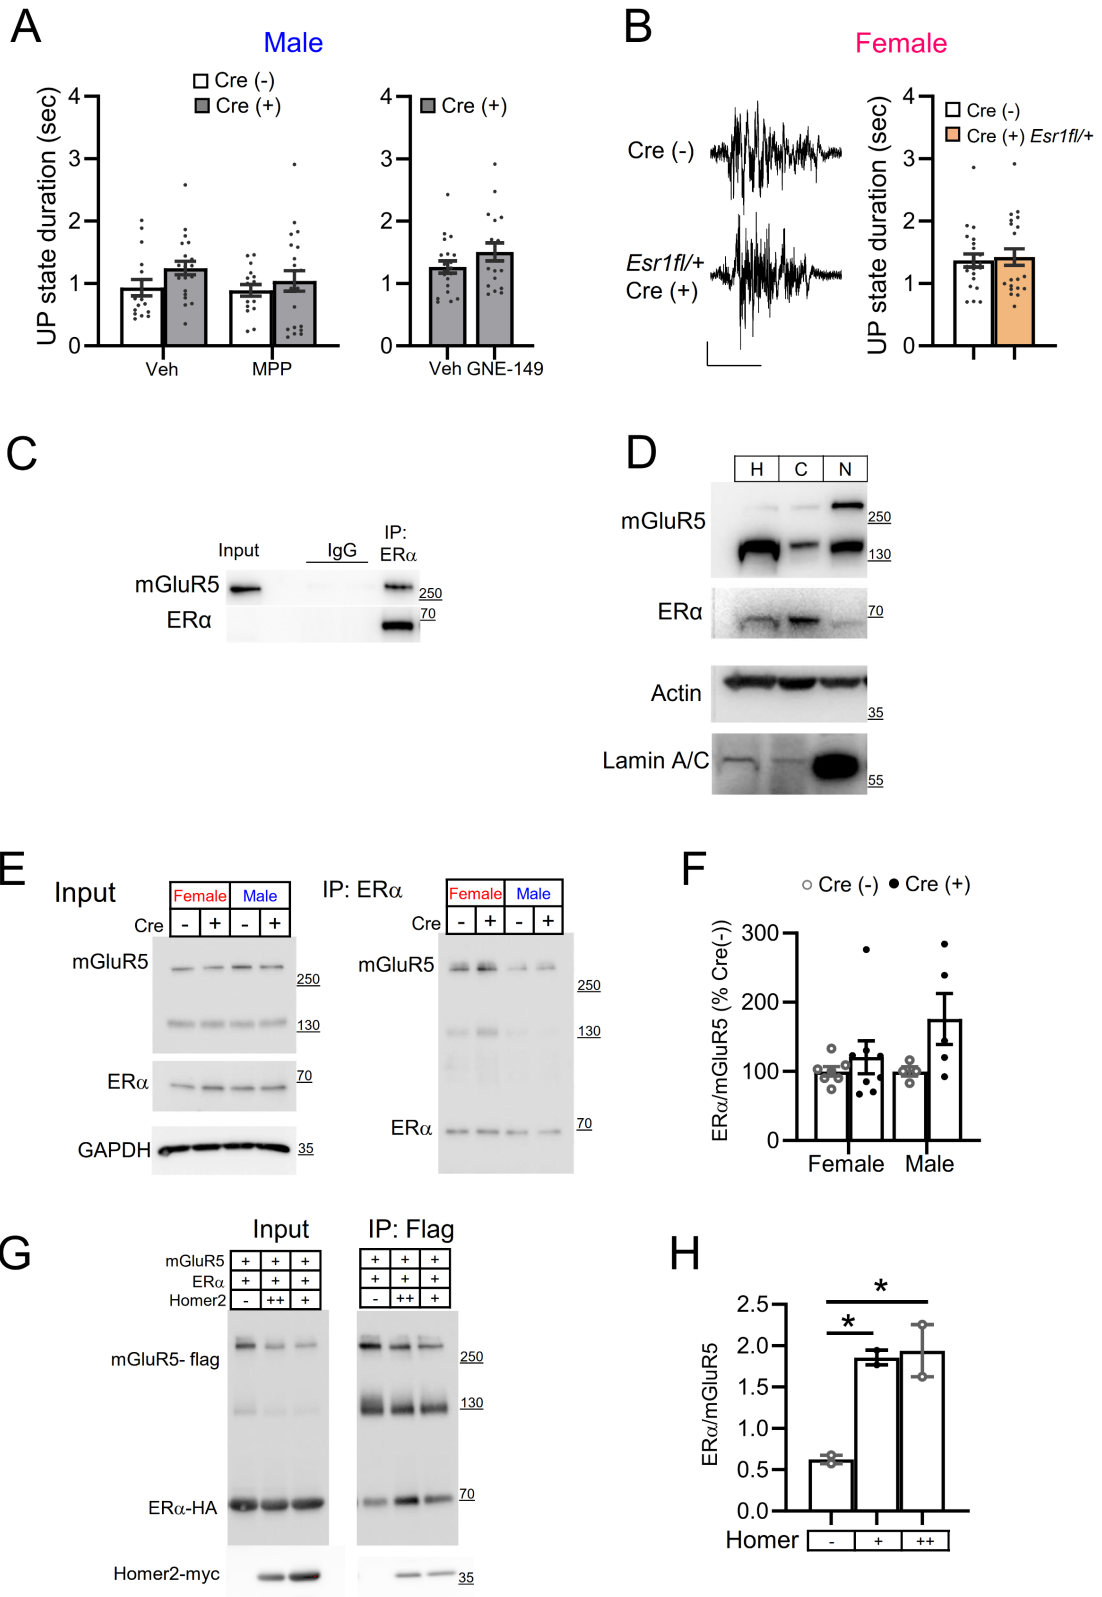 A
Male
Cre (-)
Cre (+)
UP state duration (sec)
4
3
2
1
0
Veh
MPP
4
3
2
1
0
Cre (+)
Veh GNE-149
B
Female
Cre (-)
Esr1fl/+
Cre (+)
UP state duration (sec)
4
3
2
1
0
Cre (-)
Cre (+) Esr1fl/+
C
Input
IgG
IP:
ERα
mGluR5
250
70
ERα
D
H C N
mGluR5
250
130
ERα
70
Actin
35
Lamin A/C
55
E
Input
Female Male
Cre - + - +
mGluR5
250
130
ERα
70
GAPDH
35
IP: ERα
Female Male
Cre - + - +
mGluR5
250
130
ERα
70
F
Cre (-) Cre (+)
ERα/mGluR5 (% Cre(-))
300
200
100
0
Female Male
G
Input
IP: Flag
mGluR5 + + + + + +
ERα + + + + + +
Homer2 - ++ + - ++ +
mGluR5- flag
250
130
ERα-HA
70
Homer2-myc
35
H
*
*
ERα/mGluR5
2.5
2.0
1.5
1.0
0.5
0.0
Homer - + ++